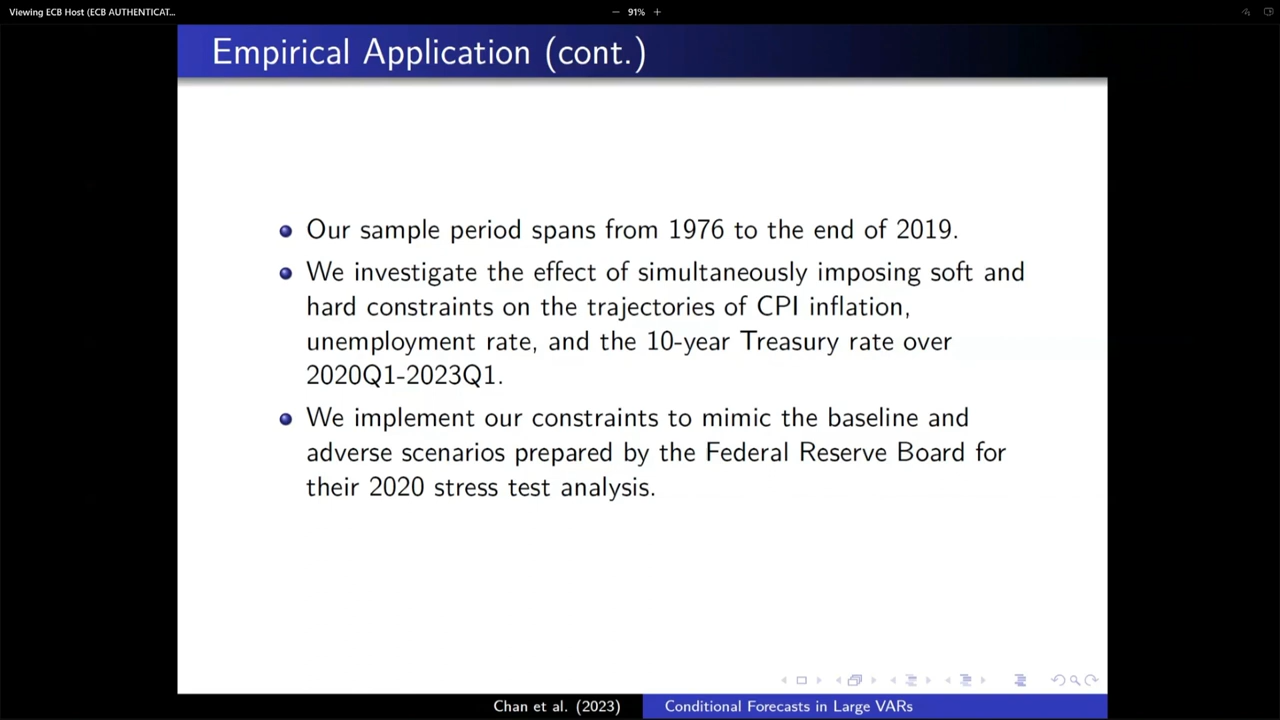 Viewing ECB Host (ECB AUTHENTICAT...
91%
Empirical Application (cont.)
Our sample period spans from 1976 to the end of 2019.
We investigate the effect of simultaneously imposing soft and
hard constraints on the trajectories of CPI inflation,
unemployment rate, and the 10-year Treasury rate over
2020Q1-2023Q1.
We implement our constraints to mimic the baseline and
adverse scenarios prepared by the Federal Reserve Board for
their 2020 stress test analysis.
Chan et al. (2023)
Conditional Forecasts in Large VARs